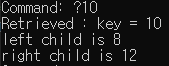 Command: ?10
Retrieved : key = 10
left child is 8
right child is 12